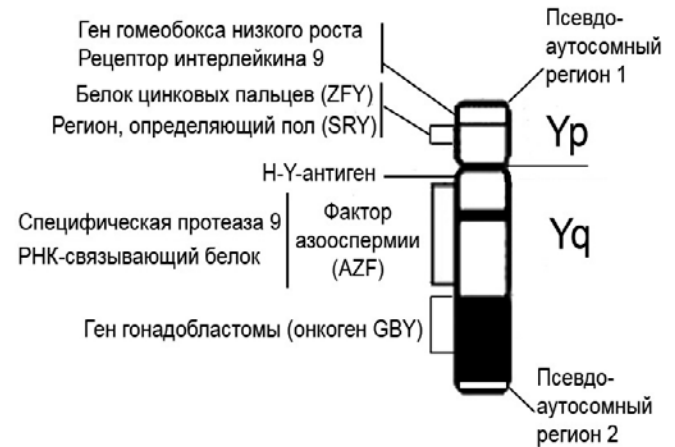 Ген гомеобокса низкого роста
Рецептор интерлейкина 9
Псевдо-
аутосомный
регион 1
Белок цинковых пальцев (ZFY)
Регион, определяющий пол (SRY)
Yp
H-Y-антиген
Специфическая протеаза 9
РНК-связывающий белок
Фактор
азооспермии
(AZF)
Yq
Ген гонадобластомы (онкоген GBY)
Псевдо-
аутосомный
регион 2